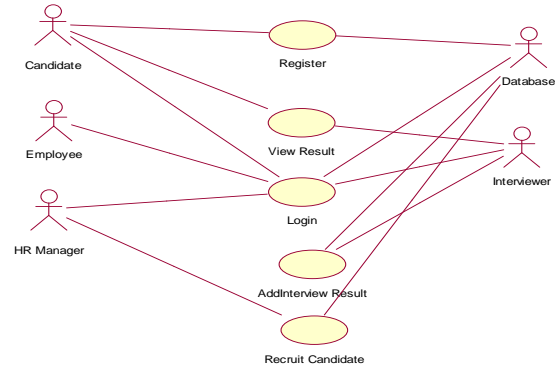 Candidate
Register
Database
Employee
View Result
Interviewer
Login
HR Manager
AddInterview Result
Recruit Candidate